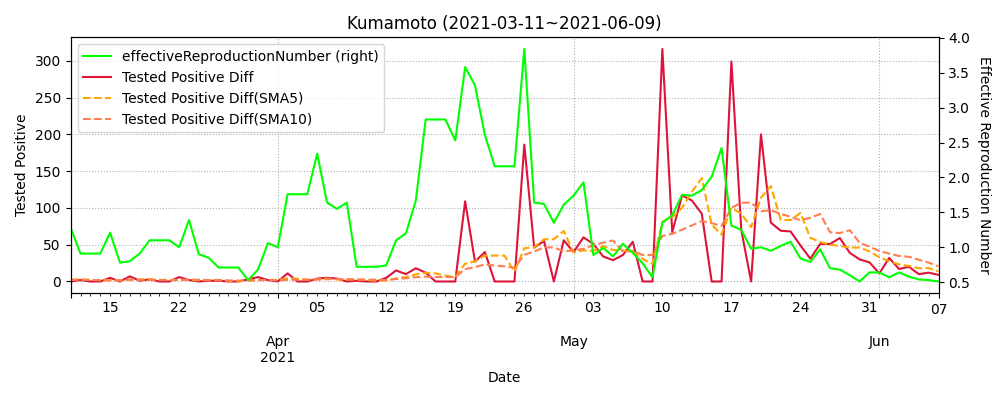 Kumamoto (2021-03-11~2021-06-09)
effectiveReproductionNumber (right)
Tested Positive Diff
Tested Positive Diff(SMA5)
Tested Positive Diff(SMA10)
Tested Positive
300
250
200
150
100
50
0
4.0
3.5
3.0
2.5
2.0
1.5
1.0
0.5
Effective Reproduction Number
15 22 05 12 19 26 03 10 17 24 31 07
Apr May Jun
2021
Date